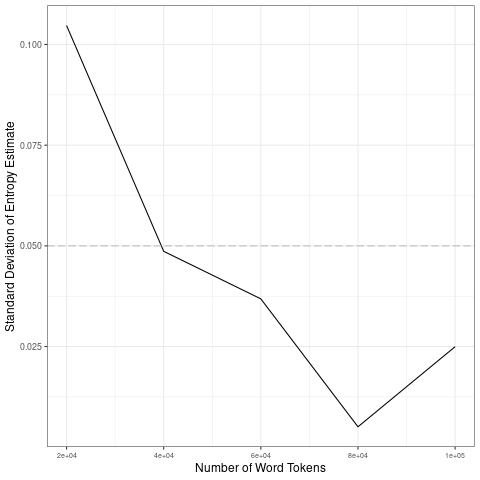 Standard Deviation of Entropy Estimate
0.100
0.075
0.050
0.025
2e+04 4e+04 6e+04 8e+04 1e+05
Number of Word Tokens